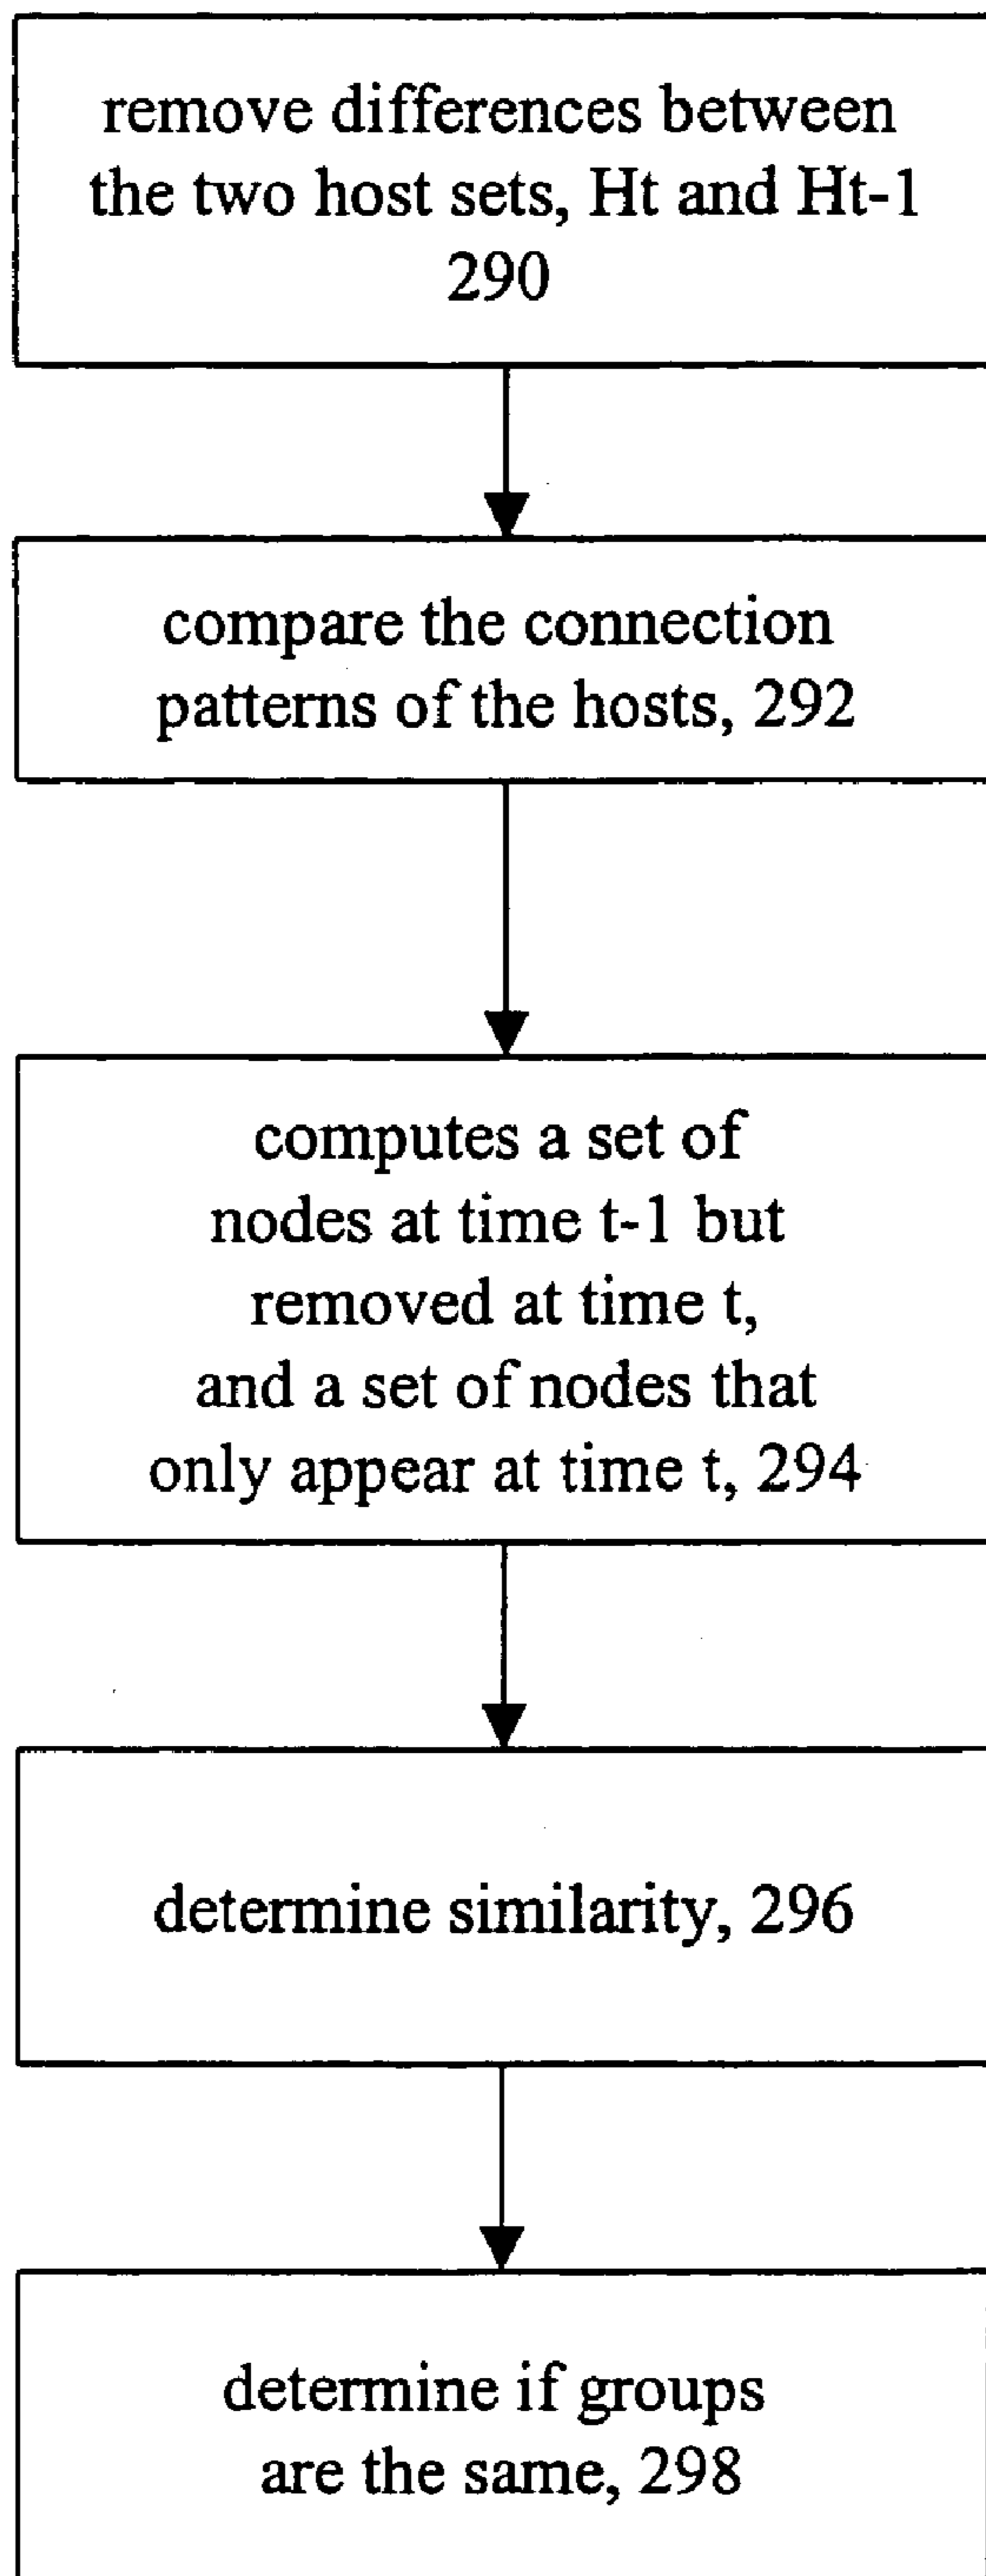 remove differences between
the two host sets, Ht and Ht-1
290
compare the connection
patterns of the hosts, 292
computes a set of
nodes at time t-1 but
removed at time t,
and a set of nodes that
only appear at time t, 294
determine similarity, 296
determine if groups
are the same, 298